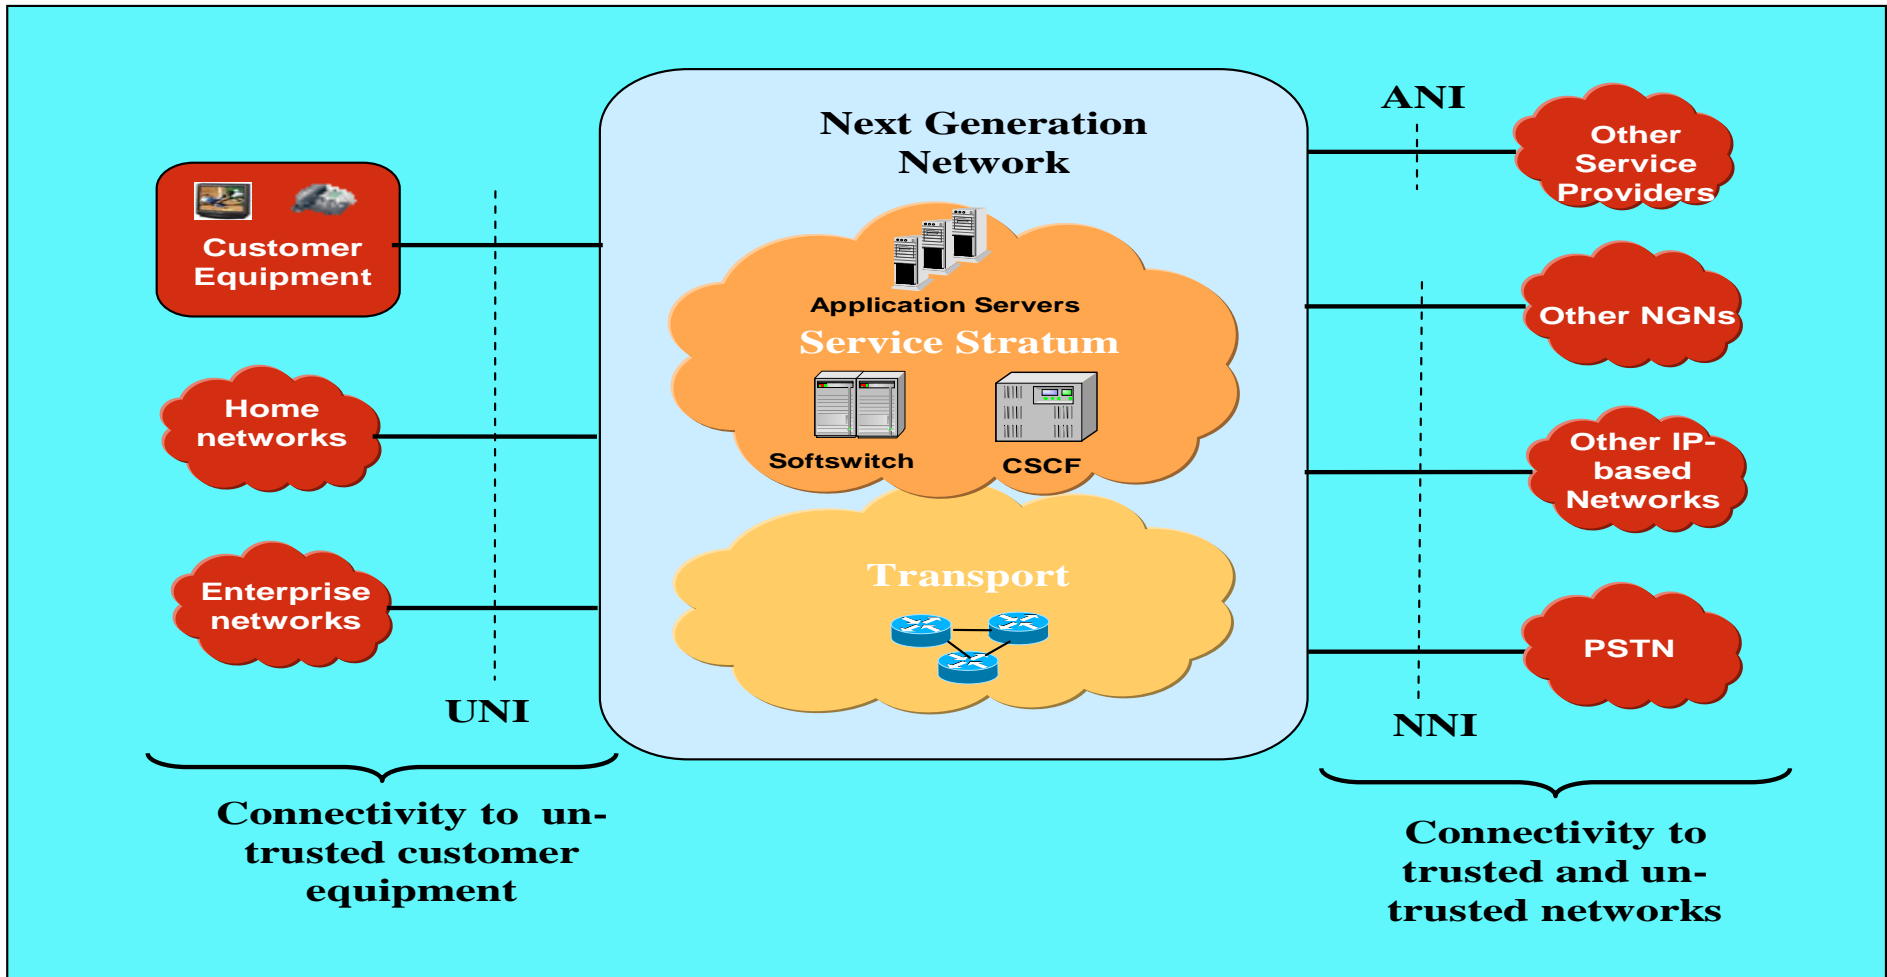 Next Generation
Network
ANI
Other
Service
Providers
Customer
Equipment
Application Servers
Service Stratum
Other NGNs
Home
networks
Softswitch
CSCF
Other IP-
based
Networks
Enterprise
networks
Transport
PSTN
UNI
NNI
Connectivity to un-
trusted customer
equipment
Connectivity to
trusted and un-
trusted networks